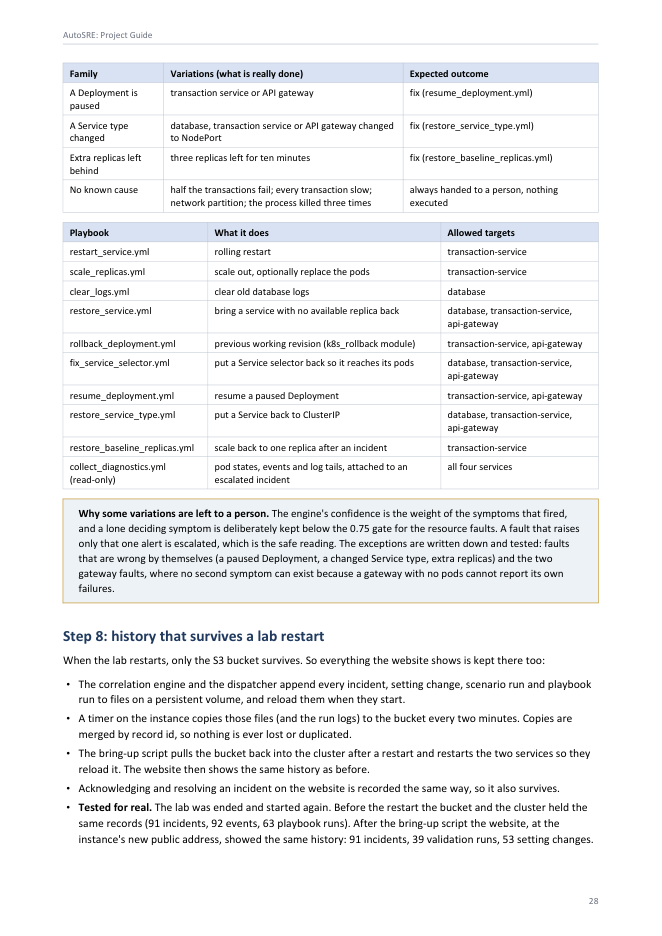 AutoSRE: Project Guide
Family Variations (what is really done) Expected outcome
A Deployment is paused transaction service or API gateway fix (resume_deployment.yml)
A Service type changed database, transaction service or API gateway changed to NodePort fix (restore_service_type.yml)
Extra replicas left behind three replicas left for ten minutes fix (restore_baseline_replicas.yml)
No known cause half the transactions fail; every transaction slow; network partition; the process killed three times always handed to a person, nothing executed
Playbook What it does Allowed targets
restart_service.yml rolling restart transaction-service
scale_replicas.yml scale out, optionally replace the pods transaction-service
clear_logs.yml clear old database logs database
restore_service.yml bring a service with no available replica back database, transaction-service, api-gateway
rollback_deployment.yml previous working revision (k8s_rollback module) transaction-service, api-gateway
fix_service_selector.yml put a Service selector back so it reaches its pods database, transaction-service, api-gateway
resume_deployment.yml resume a paused Deployment transaction-service, api-gateway
restore_service_type.yml put a Service back to ClusterIP database, transaction-service, api-gateway
restore_baseline_replicas.yml scale back to one replica after an incident transaction-service
collect_diagnostics.yml (read-only) pod states, events and log tails, attached to an escalated incident all four services
Why some variations are left to a person. The engine's confidence is the weight of the symptoms that fired,
and a lone deciding symptom is deliberately kept below the 0.75 gate for the resource faults. A fault that raises
only that one alert is escalated, which is the safe reading. The exceptions are written down and tested: faults
that are wrong by themselves (a paused Deployment, a changed Service type, extra replicas) and the two
gateway faults, where no second symptom can exist because a gateway with no pods cannot report its own
failures.
Step 8: history that survives a lab restart
When the lab restarts, only the S3 bucket survives. So everything the website shows is kept there too:
• The correlation engine and the dispatcher append every incident, setting change, scenario run and playbook
run to files on a persistent volume, and reload them when they start.
• A timer on the instance copies those files (and the run logs) to the bucket every two minutes. Copies are
merged by record id, so nothing is ever lost or duplicated.
• The bring-up script pulls the bucket back into the cluster after a restart and restarts the two services so they
reload it. The website then shows the same history as before.
• Acknowledging and resolving an incident on the website is recorded the same way, so it also survives.
• Tested for real. The lab was ended and started again. Before the restart the bucket and the cluster held the
same records (91 incidents, 92 events, 63 playbook runs). After the bring-up script the website, at the
instance's new public address, showed the same history: 91 incidents, 39 validation runs, 53 setting changes.
28